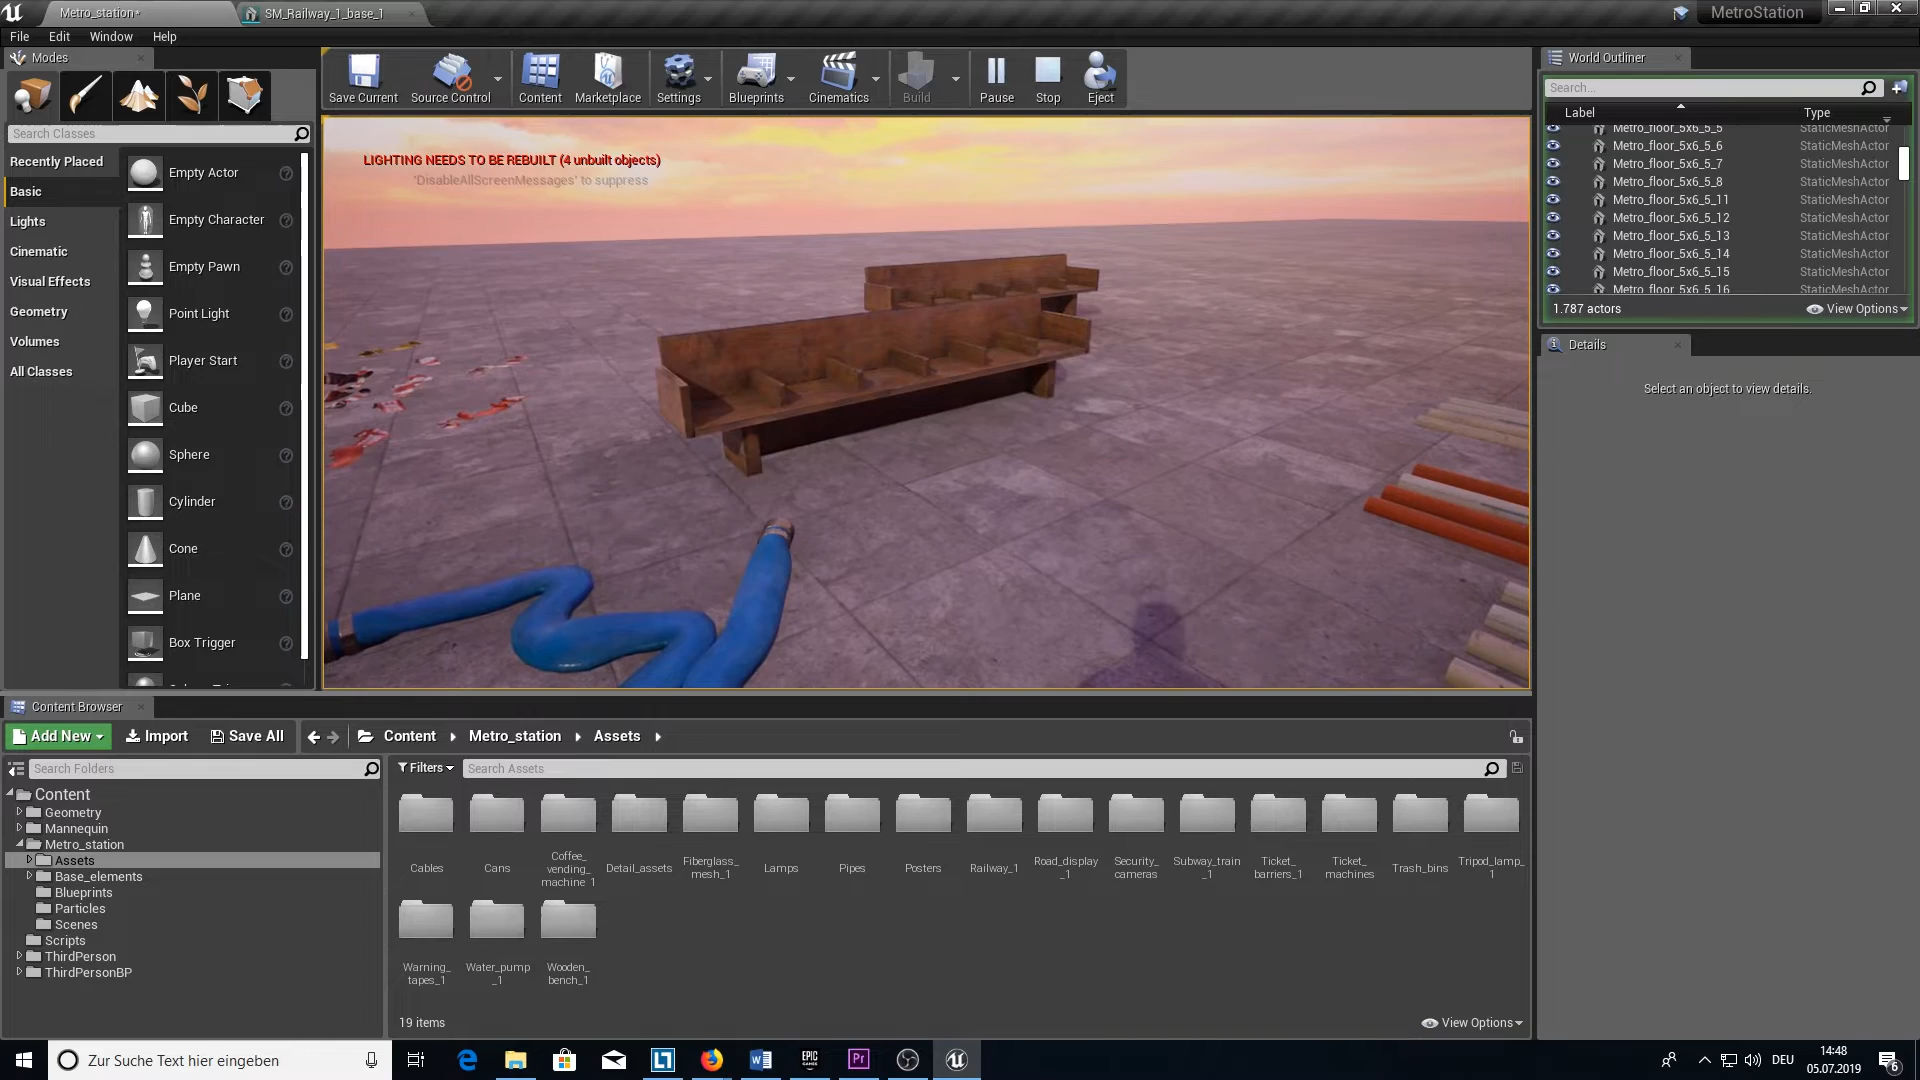 Metro_station*
SM_Railway_1_base_1
MetroStation
File Edit Window Help
Modes
Search Classes
Recently Placed
Basic
Lights
Cinematic
Visual Effects
Geometry
Volumes
All Classes
Empty Actor
Empty Character
Empty Pawn
Point Light
Player Start
Cube
Sphere
Cylinder
Cone
Plane
Box Trigger
Save Current
Source Control
Content
Marketplace
Settings
Blueprints
Cinematics
Build
Pause
Stop
Eject
LIGHTING NEEDS TO BE REBUILT (4 unbuilt objects)
'DisableAllScreenMessages' to suppress
World Outliner
Search...
Label Type
Metro_floor_5x6_5_5 StaticMeshActor
Metro_floor_5x6_5_6 StaticMeshActor
Metro_floor_5x6_5_7 StaticMeshActor
Metro_floor_5x6_5_8 StaticMeshActor
Metro_floor_5x6_5_11 StaticMeshActor
Metro_floor_5x6_5_12 StaticMeshActor
Metro_floor_5x6_5_13 StaticMeshActor
Metro_floor_5x6_5_14 StaticMeshActor
Metro_floor_5x6_5_15 StaticMeshActor
Metro_floor_5x6_5_16 StaticMeshActor
1.787 actors View Options
Details
Select an object to view details.
Content Browser
Add New Import Save All Content Metro_station Assets
Search Folders
Filters Search Assets
Content
Geometry
Mannequin
Metro_station
Assets
Base_elements
Blueprints
Particles
Scenes
Scripts
ThirdPerson
ThirdPersonBP
Cables
Cans
Coffee_
vending_
machine_1
Detail_assets
Fiberglass_
mesh_1
Lamps
Pipes
Posters
Railway_1
Road_display
_1
Security_
cameras
Subway_train
_1
Ticket_
barriers_1
Ticket_
machines
Trash_bins
Tripod_lamp_
1
Warning_
tapes_1
Water_pump
_1
Wooden_
bench_1
19 items View Options
Zur Suche Text hier eingeben
EPIC
GAMES
Pr
DEU
14:48
05.07.2019
6